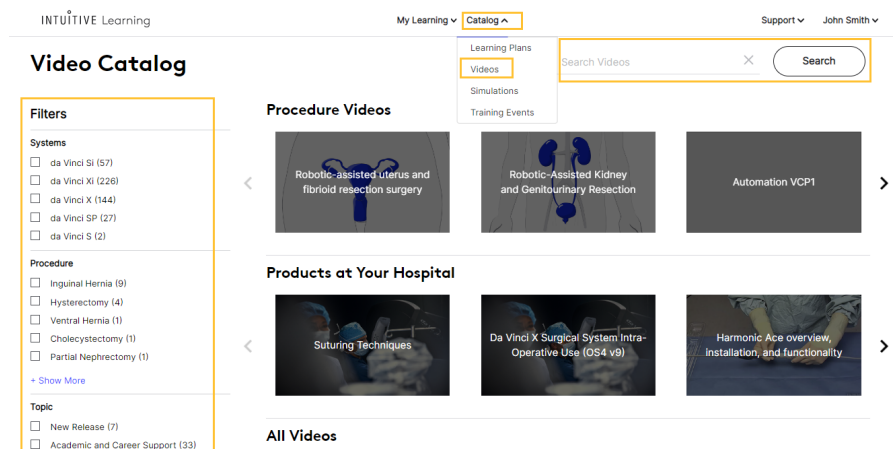 INTUITIVE Learning
My Learning
Catalog
Support
John Smith
Learning Plans
Videos
Simulations
Training Events
Video Catalog
Search Videos
Search
Filters
Systems
da Vinci Si (57)
da Vinci Xi (226)
da Vinci X (144)
da Vinci SP (27)
da Vinci S (2)
Procedure
Inguinal Hernia (9)
Hysterectomy (4)
Ventral Hernia (1)
Cholecystectomy (1)
Partial Nephrectomy (1)
+ Show More
Topic
New Release (7)
Academic and Career Support (33)
Procedure Videos
Robotic-assisted uterus and
fibrioid resection surgery
Robotic-Assisted Kidney
and Genitourinary Resection
Automation VCP1
Products at Your Hospital
Suturing Techniques
Da Vinci X Surgical System Intra-
Operative Use (OS4 v9)
Harmonic Ace overview,
installation, and functionality
All Videos